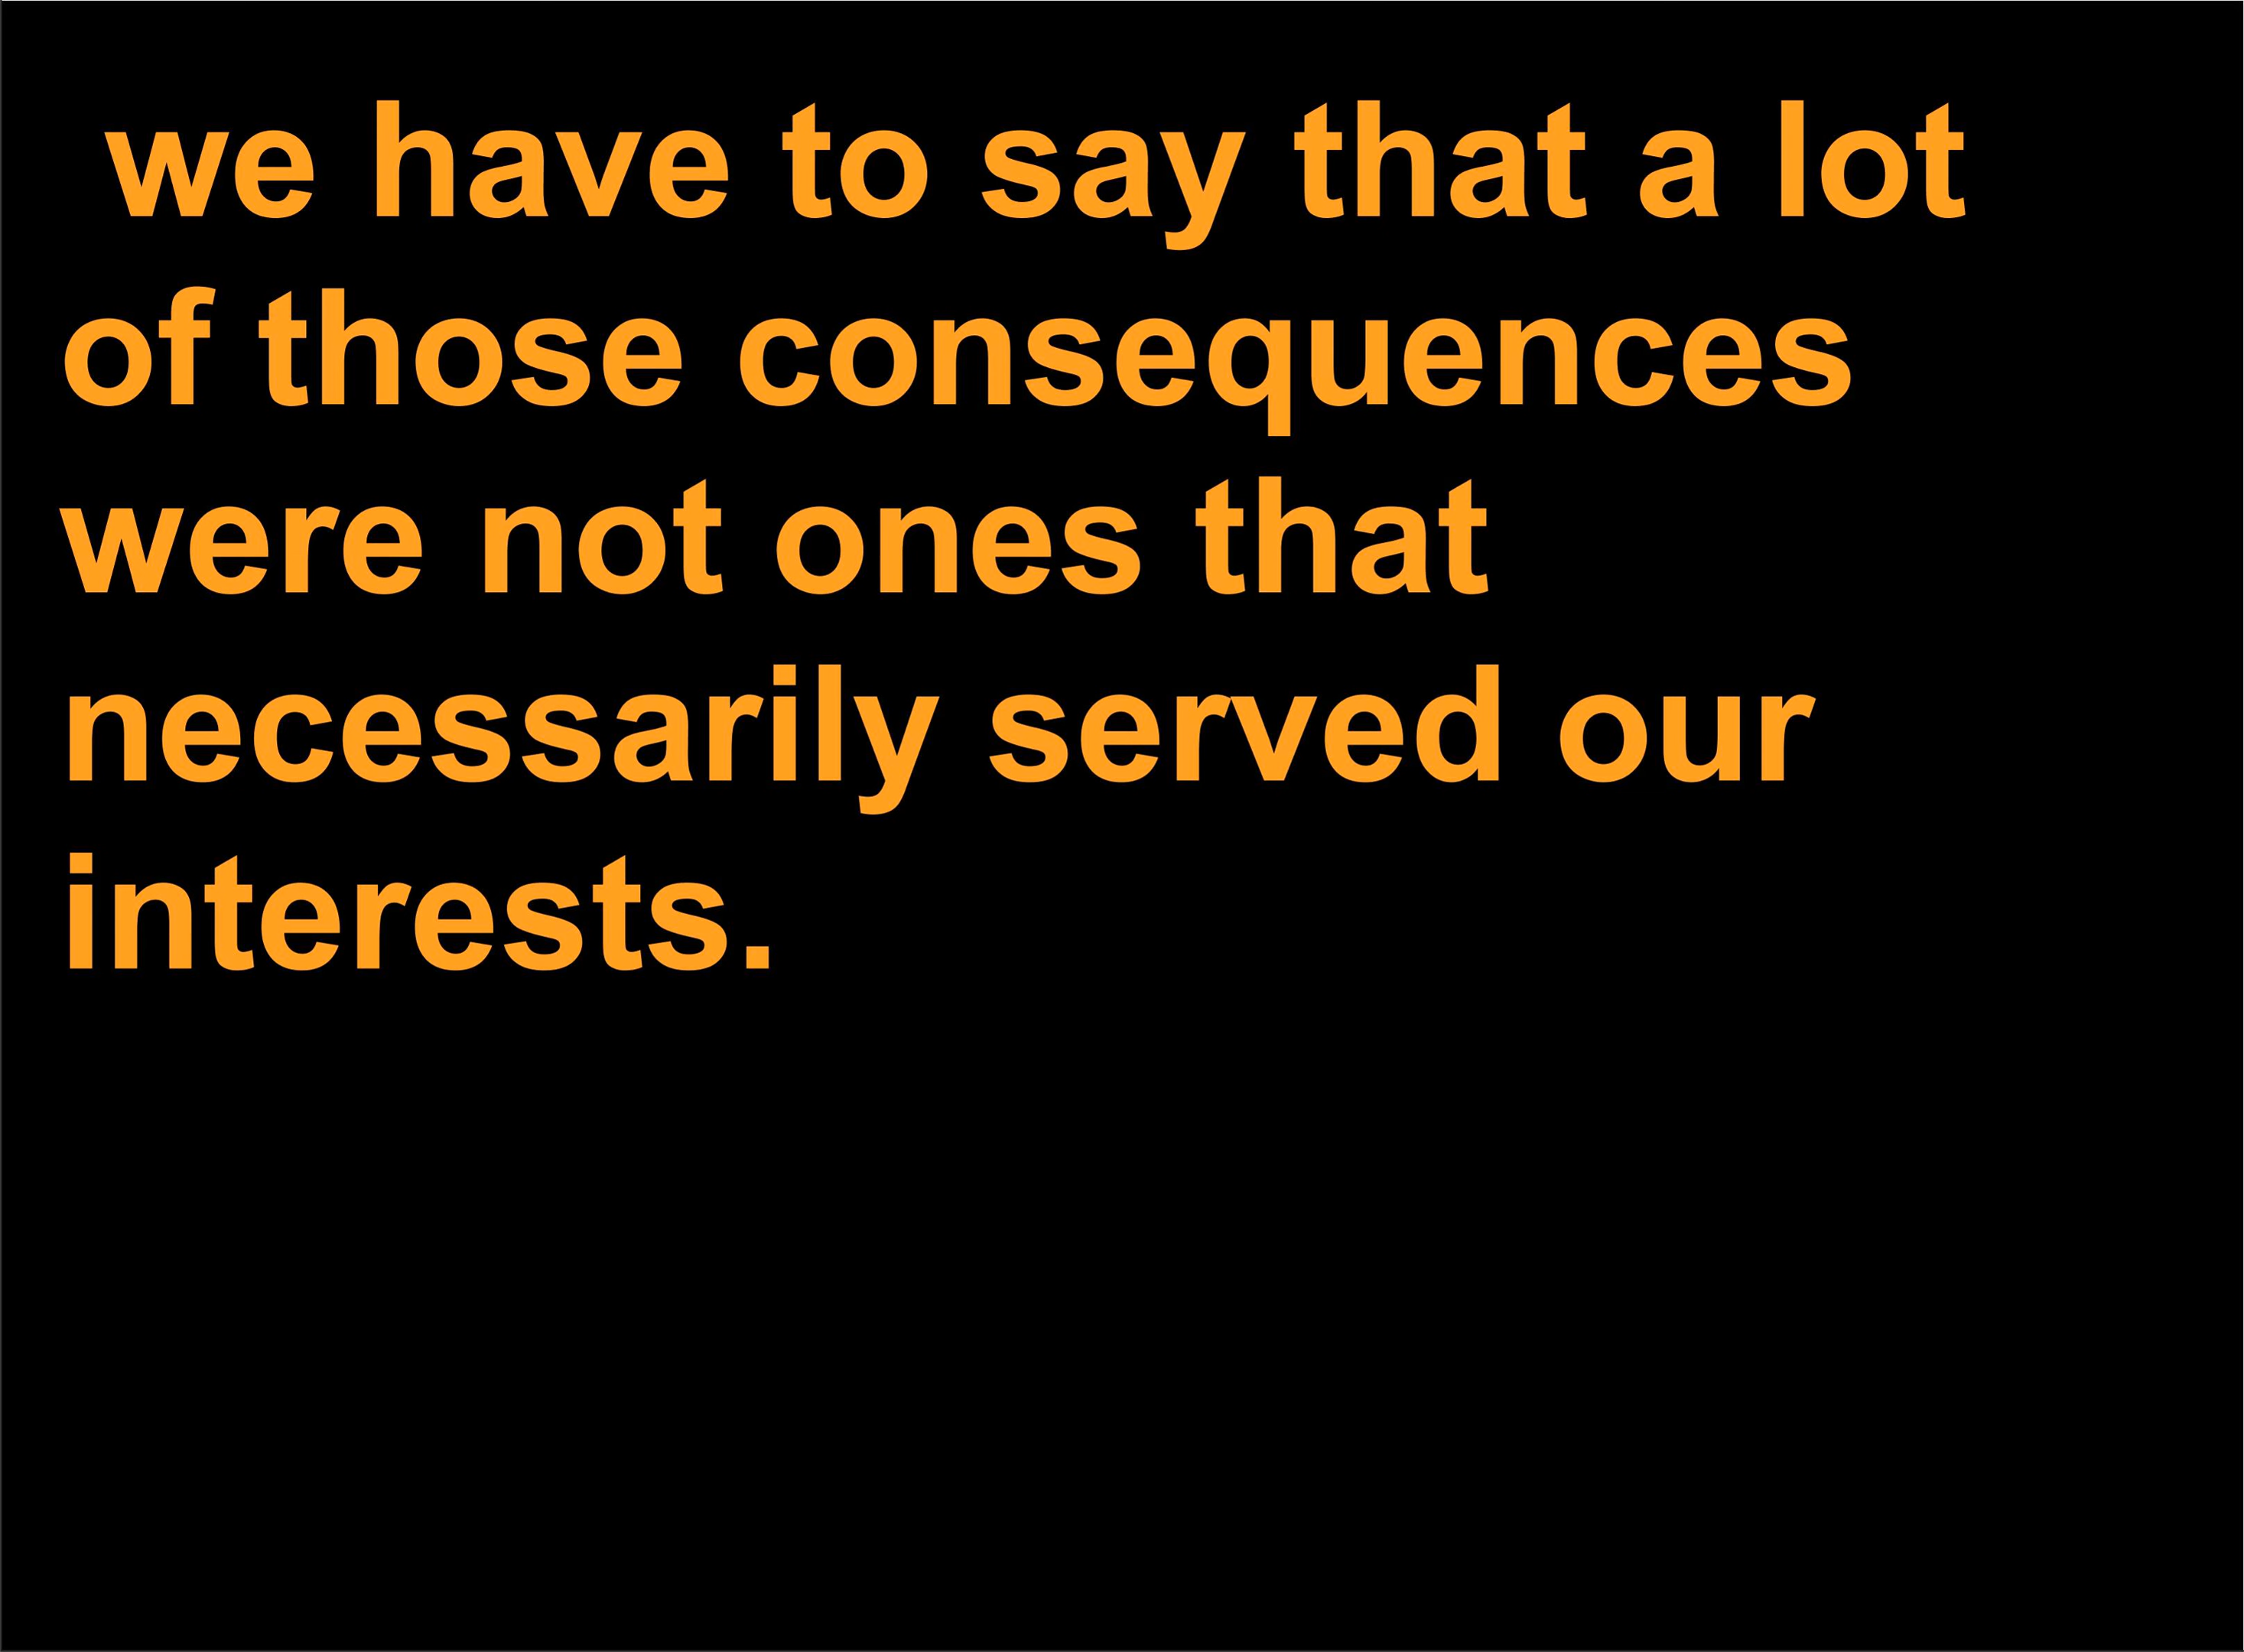 we have to say that a lot
of those consequences
were not ones that
necessarily served our
interests.